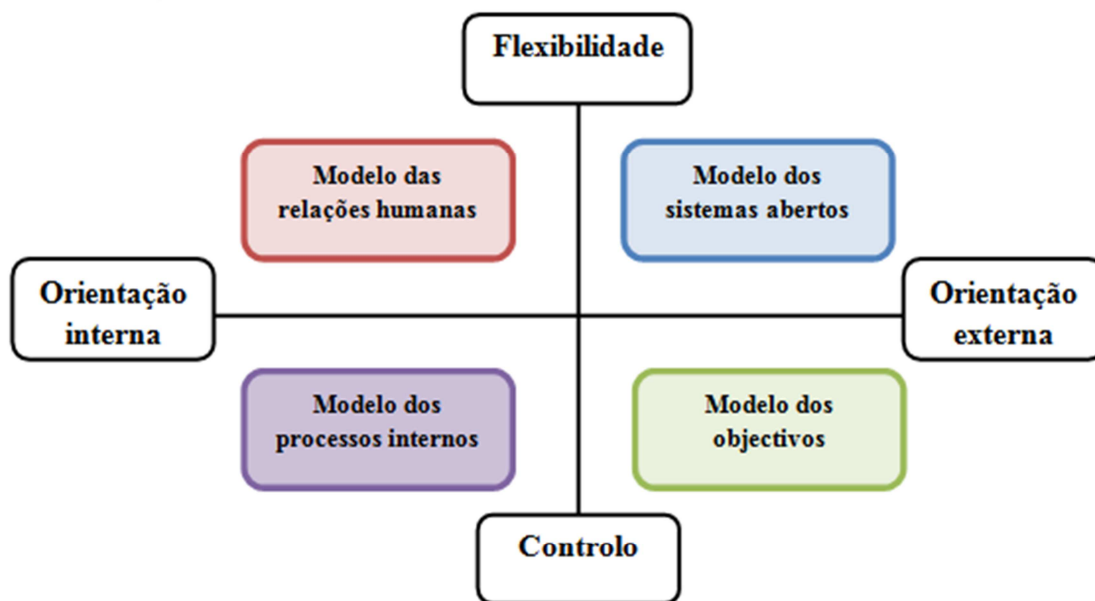 Flexibilidade
Modelo das
relações humanas
Modelo dos
sistemas abertos
Orientação
interna
Orientação
externa
Modelo dos
processos internos
Modelo dos
objectivos
Controlo